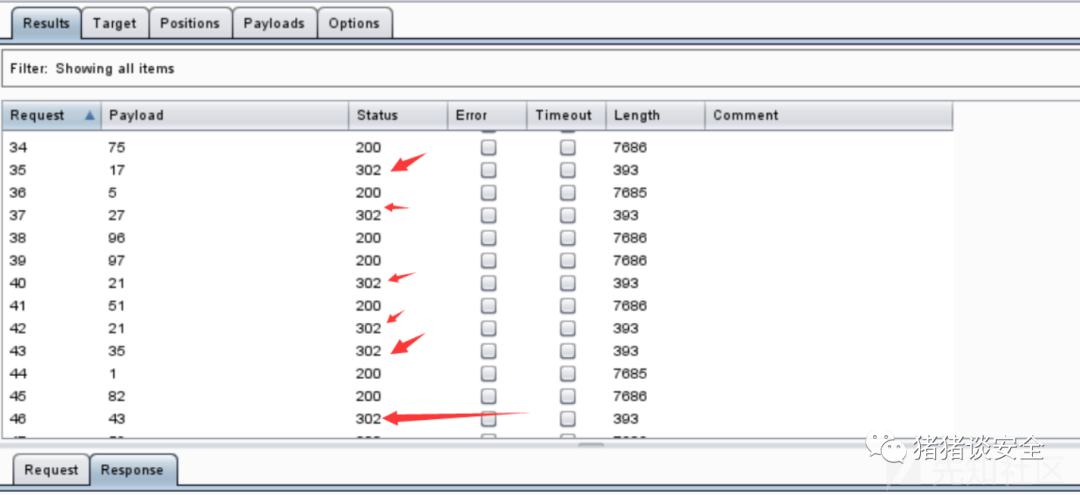 Results Target Positions Payloads Options
Filter: Showing all items
Request Payload Status Error Timeout Length Comment
34 75 200 7686
35 17 302 393
36 5 200 7685
37 27 302 393
38 96 200 7686
39 97 200 7686
40 21 302 393
41 51 200 7686
42 21 302 393
43 35 302 393
44 1 200 7685
45 82 200 7686
46 43 302 393
猪猪谈安全
先知社区
Request Response